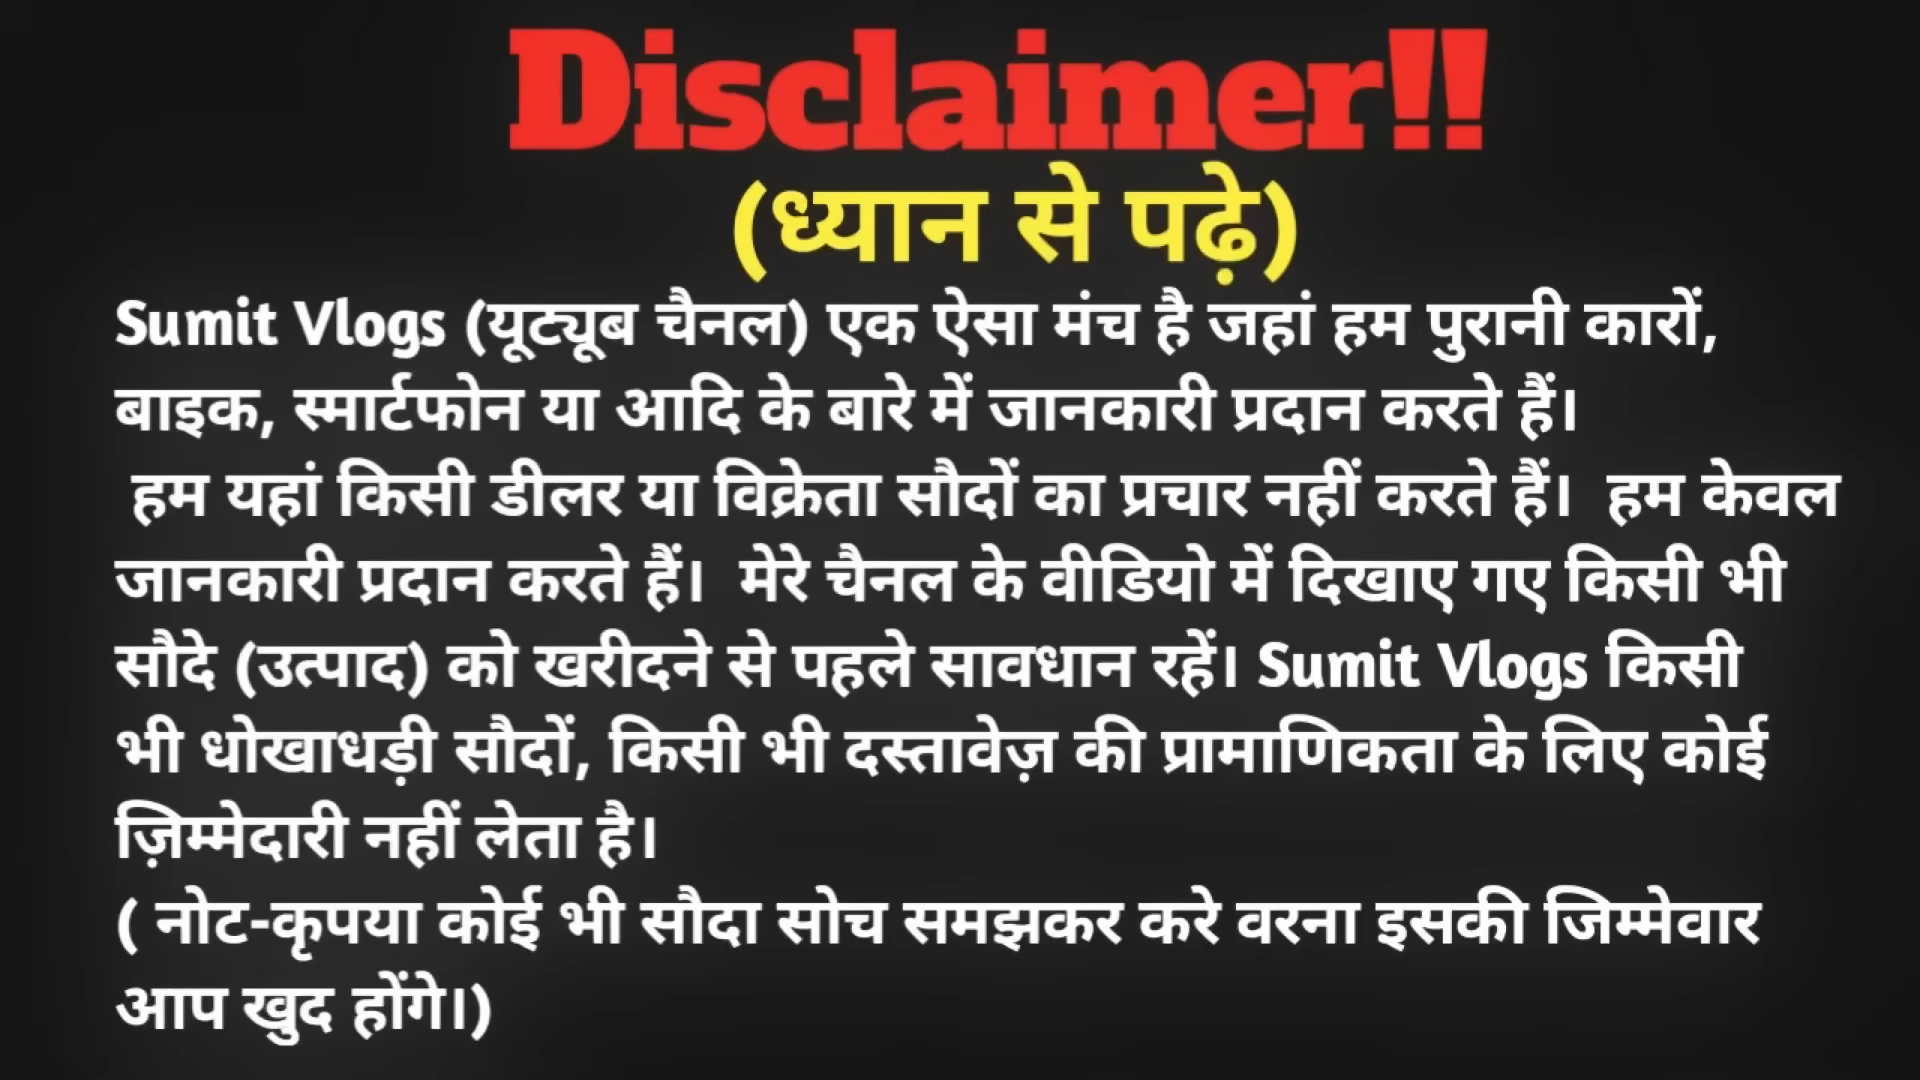 Disclaimer!!
(ध्यान से पढ़े)
Sumit Vlogs (यूट्यूब चैनल) एक ऐसा मंच है जहां हम पुरानी कारों,
बाइक, स्मार्टफोन या आदि के बारे में जानकारी प्रदान करते हैं।
हम यहां किसी डीलर या विक्रेता सौदों का प्रचार नहीं करते हैं। हम केवल
जानकारी प्रदान करते हैं। मेरे चैनल के वीडियो में दिखाए गए किसी भी
सौदे (उत्पाद) को खरीदने से पहले सावधान रहें। Sumit Vlogs किसी
भी धोखाधड़ी सौदों, किसी भी दस्तावेज़ की प्रामाणिकता के लिए कोई
ज़िम्मेदारी नहीं लेता है।
( नोट-कृपया कोई भी सौदा सोच समझकर करे वरना इसकी जिम्मेवार
आप खुद होंगे।)